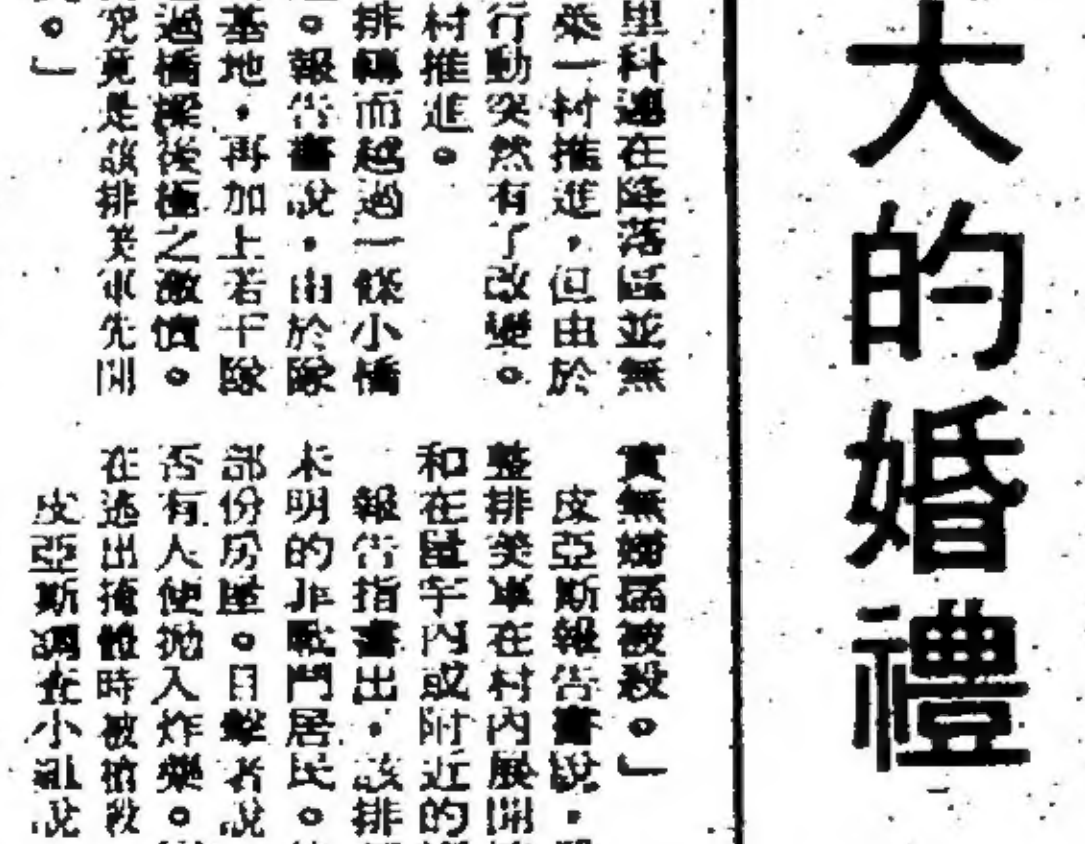 大的婚禮
里科邊在降落區並無
一村推進，但由於
行動突然有了改變。
村推進。
排轉而越過一條小橋
。報告書說，由於隊
基地，再加上若干隊
過橋樑後極之激憤。
究竟是該排美軍先開
。」
實無婦孺被殺。」
皮亞斯報告書說，
整排美軍在村內展開
和在屋宇內或附近的
報告指書出，該排
未明的非戰鬥居民。
部份房屋。目擊者說
否有人使拋入炸藥。
在逃出掩體時被槍殺
皮亞斯調查小組說